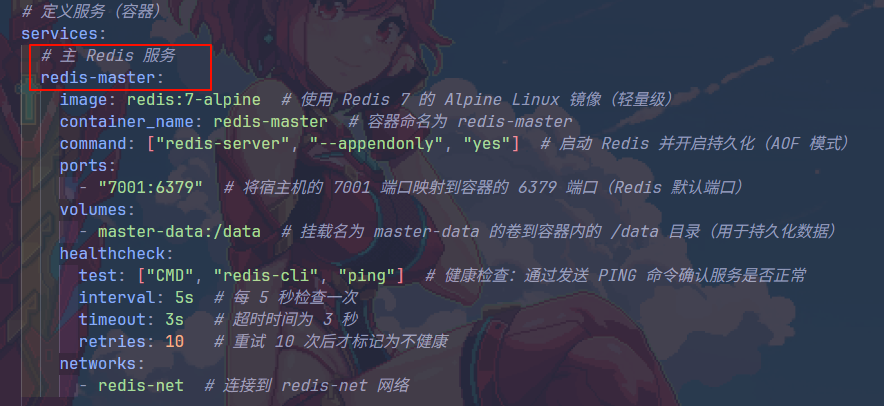 # 定义服务（容器）
services:
# 主 Redis 服务
redis-master:
image: redis:7-alpine # 使用 Redis 7 的 Alpine Linux 镜像（轻量级）
container_name: redis-master # 容器命名为 redis-master
command: ["redis-server", "--appendonly", "yes"] # 启动 Redis 并开启持久化（AOF 模式）
ports:
- "7001:6379" # 将宿主机的 7001 端口映射到容器的 6379 端口（Redis 默认端口）
volumes:
- master-data:/data # 挂载名为 master-data 的卷到容器内的 /data 目录（用于持久化数据）
healthcheck:
test: ["CMD", "redis-cli", "ping"] # 健康检查：通过发送 PING 命令确认服务是否正常
interval: 5s # 每 5 秒检查一次
timeout: 3s # 超时时间为 3 秒
retries: 10 # 重试 10 次后才标记为不健康
networks:
- redis-net # 连接到 redis-net 网络